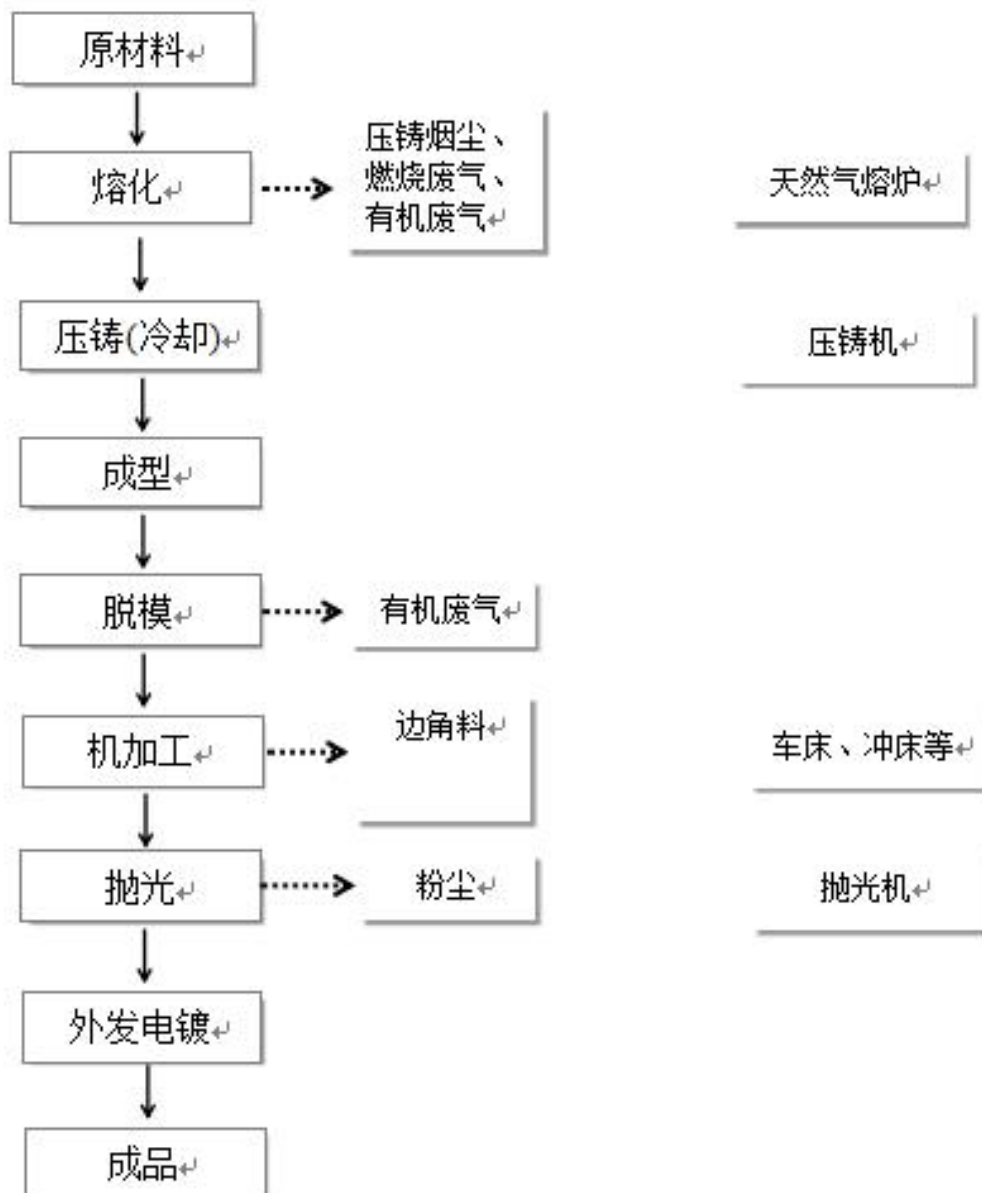 原材料
熔化
压铸烟尘、
燃烧废气、
有机废气
天然气熔炉
压铸(冷却)
压铸机
成型
脱模
有机废气
机加工
边角料
车床、冲床等
抛光
粉尘
抛光机
外发电镀
成品